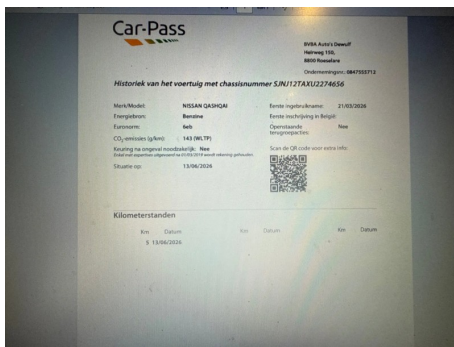 Car-Pass
BVBA Auto's Dewulf
Heirweg 150,
8800 Roeselare
Ondernemingsnr.: 0847555712
Historiek van het voertuig met chassisnummer SJNJ12TAXU2274656
Merk/Model: NISSAN QASHQAI
Eerste ingebruikname: 21/03/2026
Energiebron: Benzine
Eerste inschrijving in België:
Euronorm: 6eb
Openstaande terugroepacties: Nee
CO2-emissies (g/km): 143 (WLTP)
Keuring na ongeval noodzakelijk: Nee
Scan de QR code voor extra info:
Situatie op: 13/06/2026
Kilometerstanden
Km Datum Km Datum Km Datum
5 13/06/2026